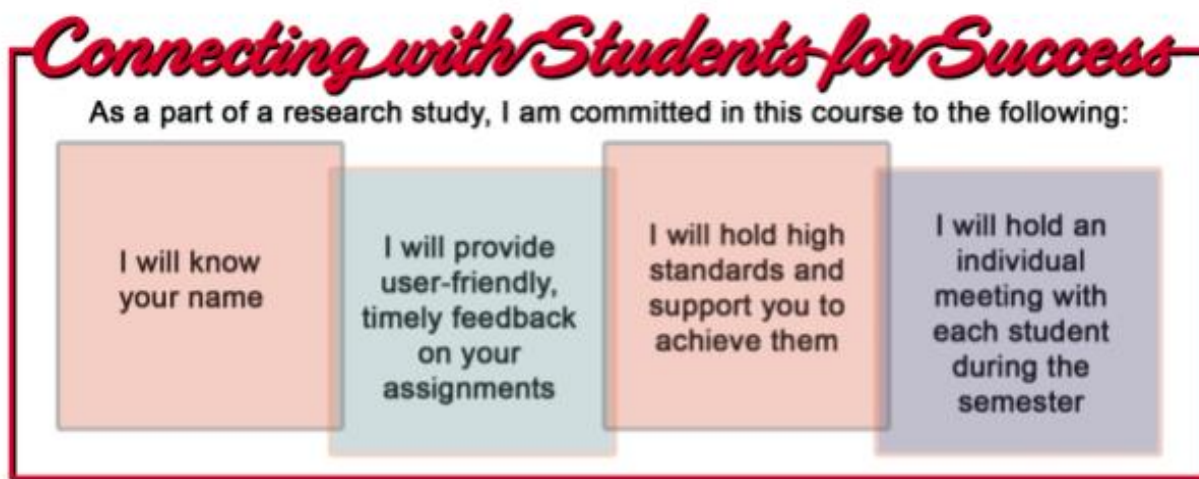 Connecting with Students for Success
As a part of a research study, I am committed in this course to the following:
I will know
your name
I will provide
user-friendly,
timely feedback
on your
assignments
I will hold high
standards and
support you to
achieve them
I will hold an
individual
meeting with
each student
during the
semester